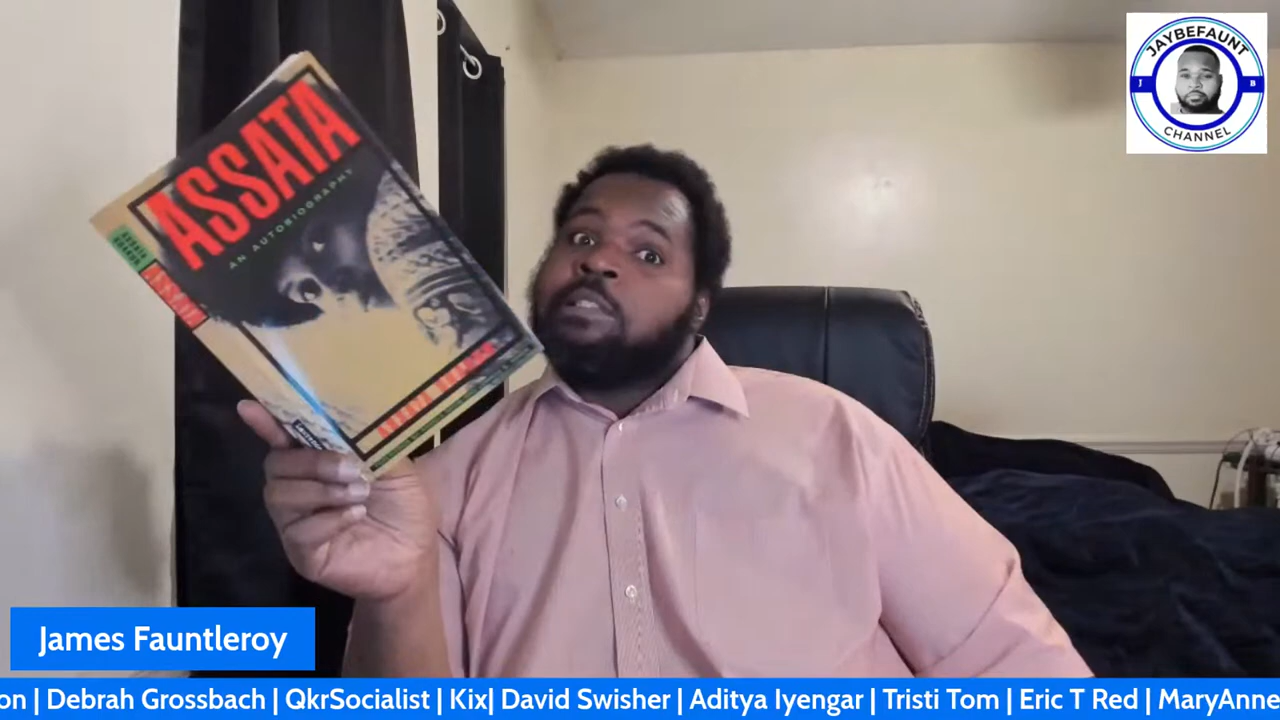 JAYBEFAUNT
J B
CHANNEL
ASSATA
AN AUTOBIOGRAPHY
James Fauntleroy
on | Debrah Grossbach | QkrSocialist | Kix| David Swisher | Aditya Iyengar | Tristi Tom | Eric T Red | MaryAnne